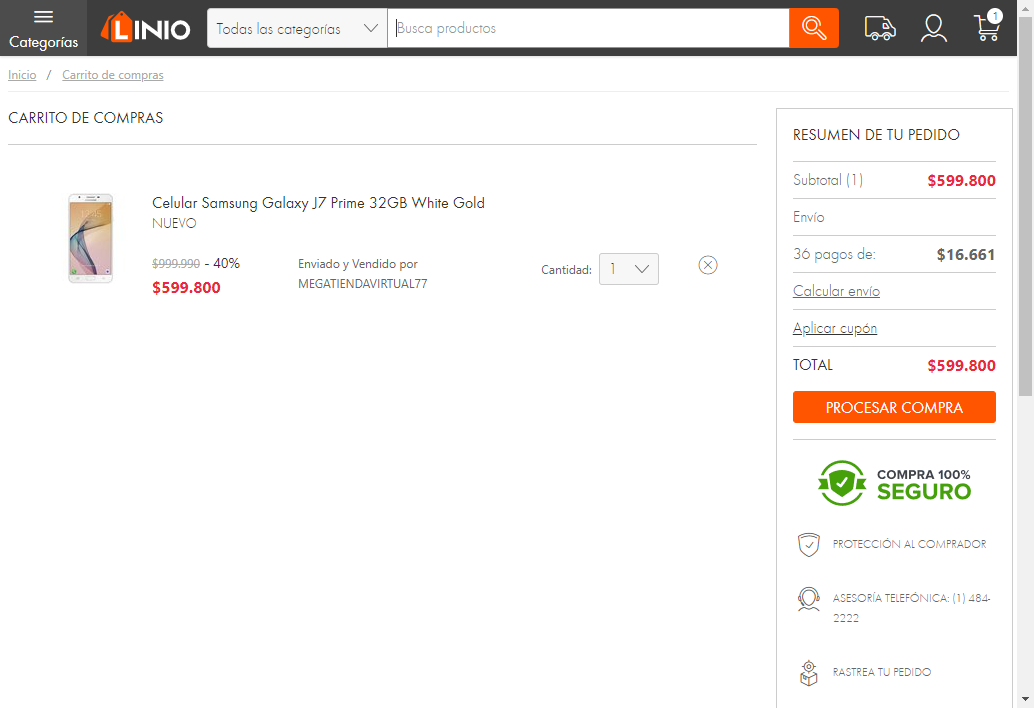 Categorías
LINIO
Todas las categorías
Busca productos
1
Inicio / Carrito de compras
CARRITO DE COMPRAS
Celular Samsung Galaxy J7 Prime 32GB White Gold
NUEVO
$999.990 - 40%
$599.800
Enviado y Vendido por
MEGATIENDAVIRTUAL77
Cantidad: 1
RESUMEN DE TU PEDIDO
Subtotal (1) $599.800
Envío
36 pagos de: $16.661
Calcular envío
Aplicar cupón
TOTAL $599.800
PROCESAR COMPRA
COMPRA 100%
SEGURO
PROTECCIÓN AL COMPRADOR
ASESORÍA TELEFÓNICA: (1) 484-
2222
RASTREA TU PEDIDO